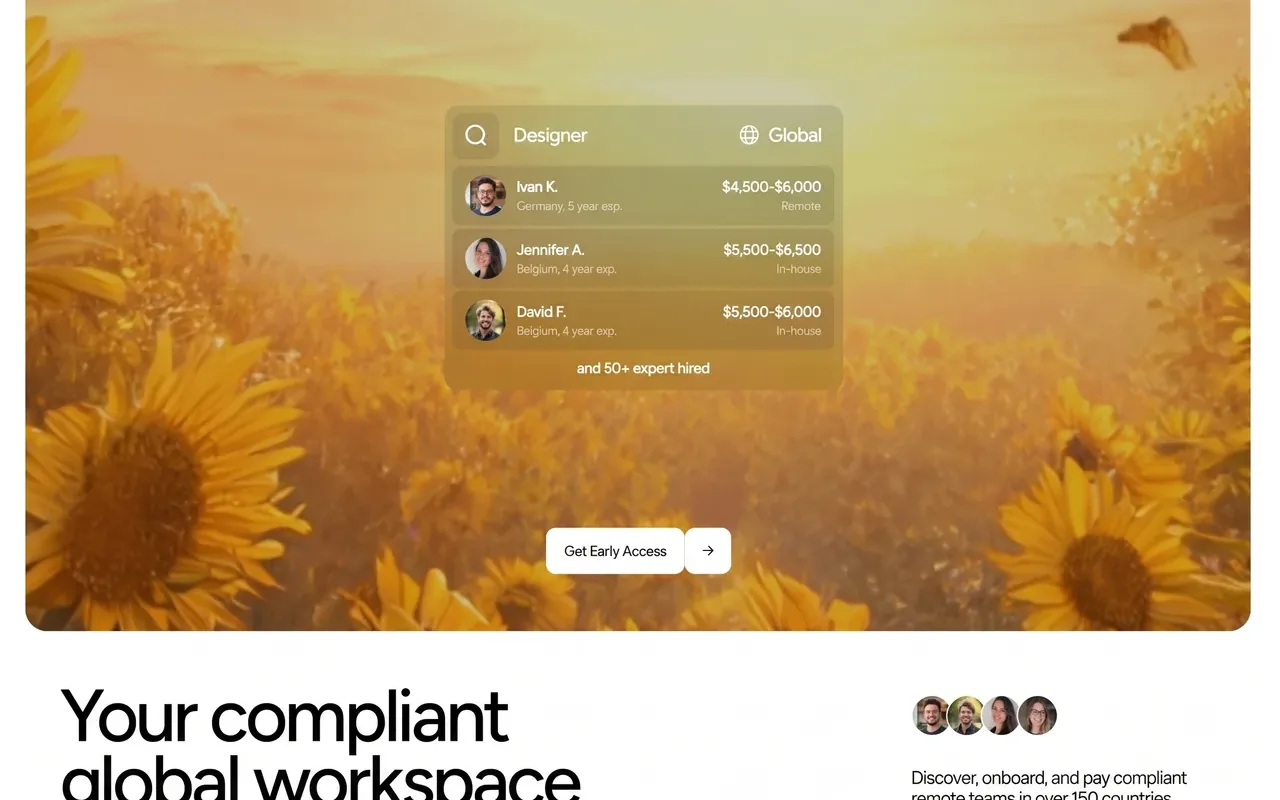 Designer
Global
Ivan K.
$4,500-$6,000
Germany, 5 year esp.
Remote
Jennifer A.
$5,500-$6,500
Belgium, 4 year exp.
In-house
David F.
$5,500-$6,000
Beigium, 4 year exp.
In-house
and 50+ expert hired
Get Early Access
Your compliant
global workspace
Discover, onboard, and pay compliant
remote teams in over 150 countries